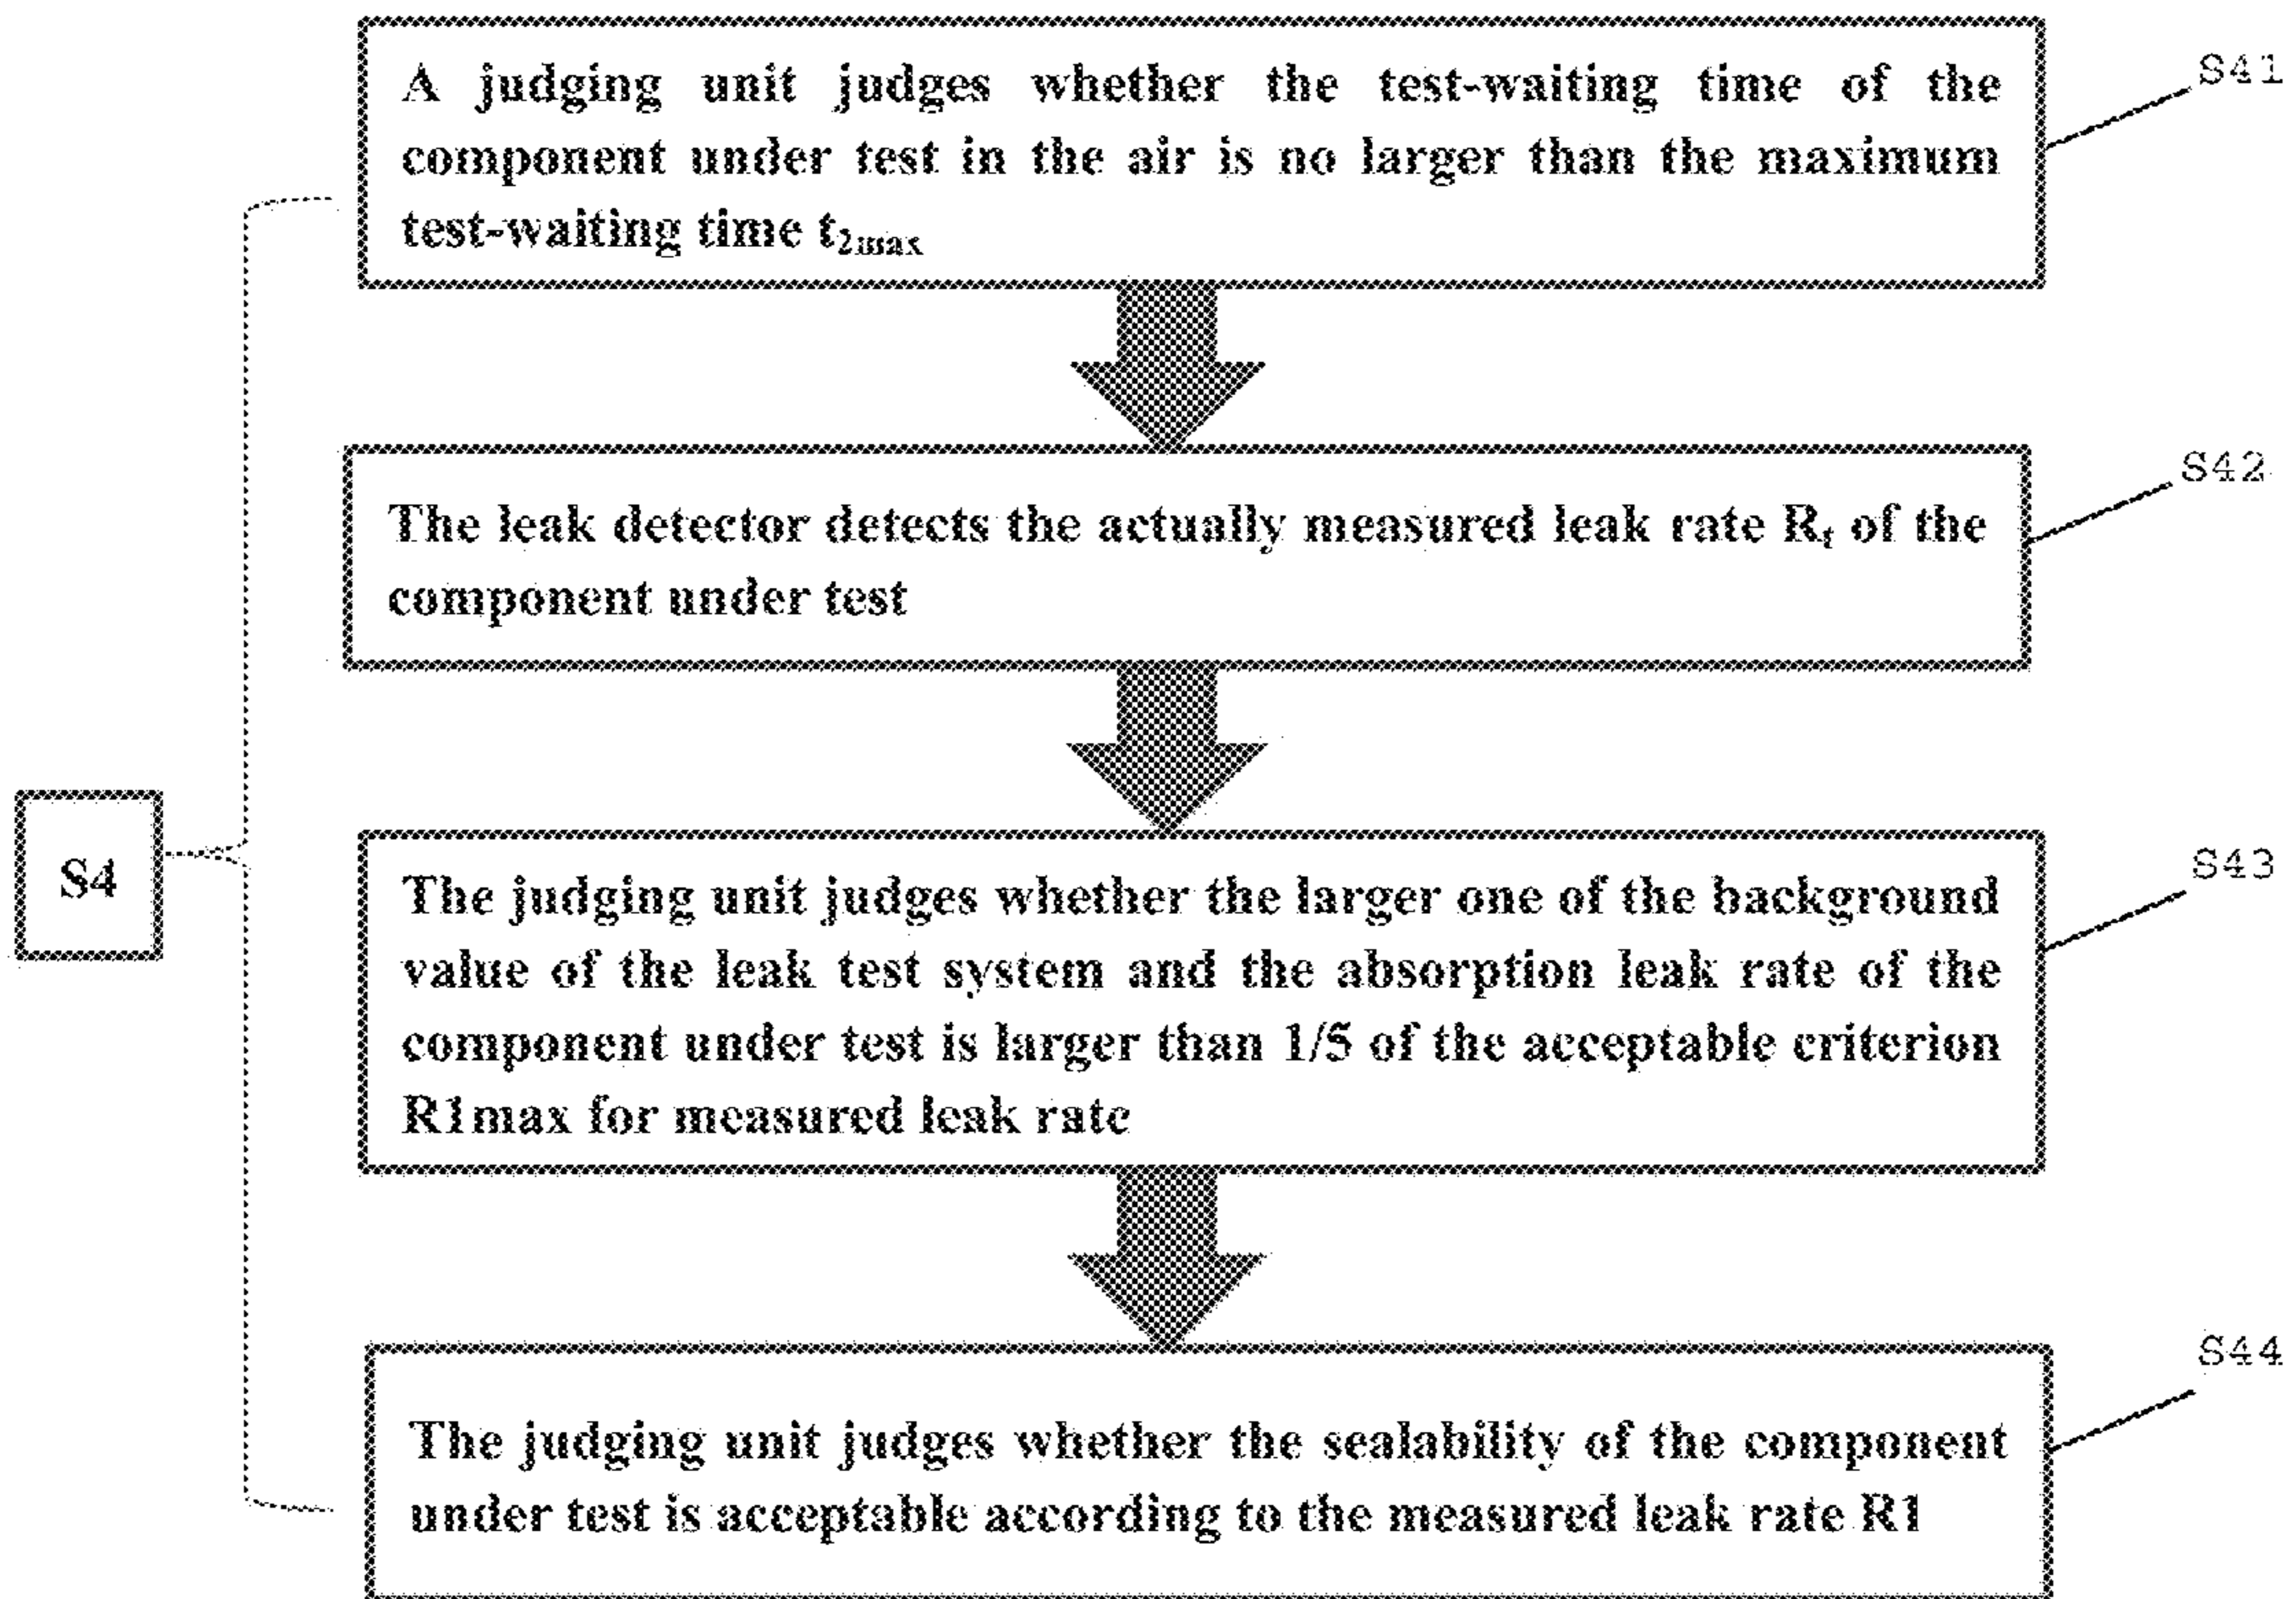 A judging unit judges whether the test-waiting time of the
component under test in the air is no larger than the maximum
test-waiting time t2max
S41
The leak detector detects the actually measured leak rate Rt of the
component under test
S42
S4
The judging unit judges whether the larger one of the background
value of the leak test system and the absorption leak rate of the
component under test is larger than 1/5 of the acceptable criterion
R1max for measured leak rate
S43
The judging unit judges whether the sealability of the component
under test is acceptable according to the measured leak rate R1
S44